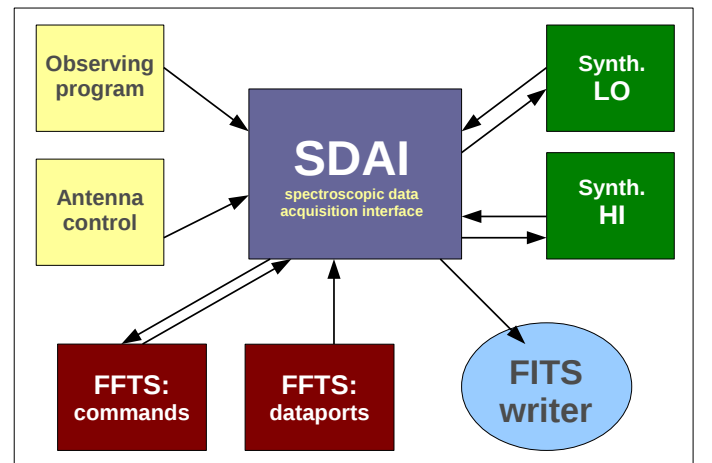 Observing
program
Antenna
control
SDAI
spectroscopic data
acquisition interface
Synth.
LO
Synth.
HI
FFTS:
commands
FFTS:
dataports
FITS
writer